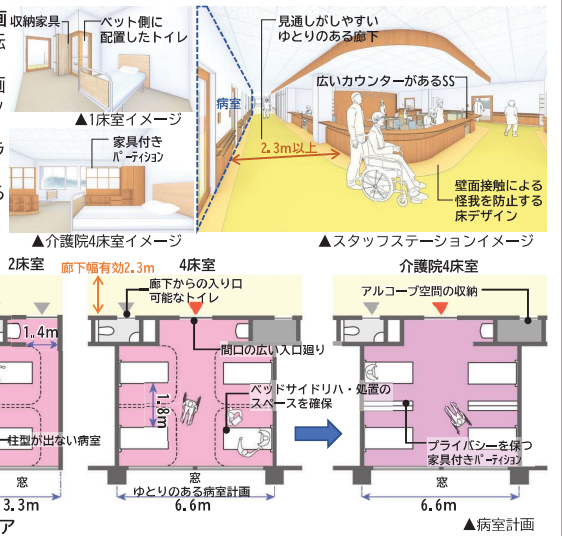 画
転
画
ッ
ラ
る
収納家具
ベット側に
配置したトイレ
▲1床室イメージ
家具付き
パーティション
▲介護院4床室イメージ
見通しがしやすい
ゆとりのある廊下
病室
広いカウンターがあるSS
2.3m以上
壁面接触による
怪我を防止する
床デザイン
▲スタッフステーションイメージ
2床室
廊下幅有効2.3m
4床室
介護院4床室
廊下からの入り口
可能なトイレ
アルコーブ空間の収納
1.4m
間口の広い入口廻り
1.8m
ベッドサイドリハ・処置の
スペースを確保
柱型が出ない病室
プライバシーを保つ
家具付きパーティション
窓
窓
窓
ゆとりのある病室計画
3.3m
6.6m
6.6m
ア
▲病室計画